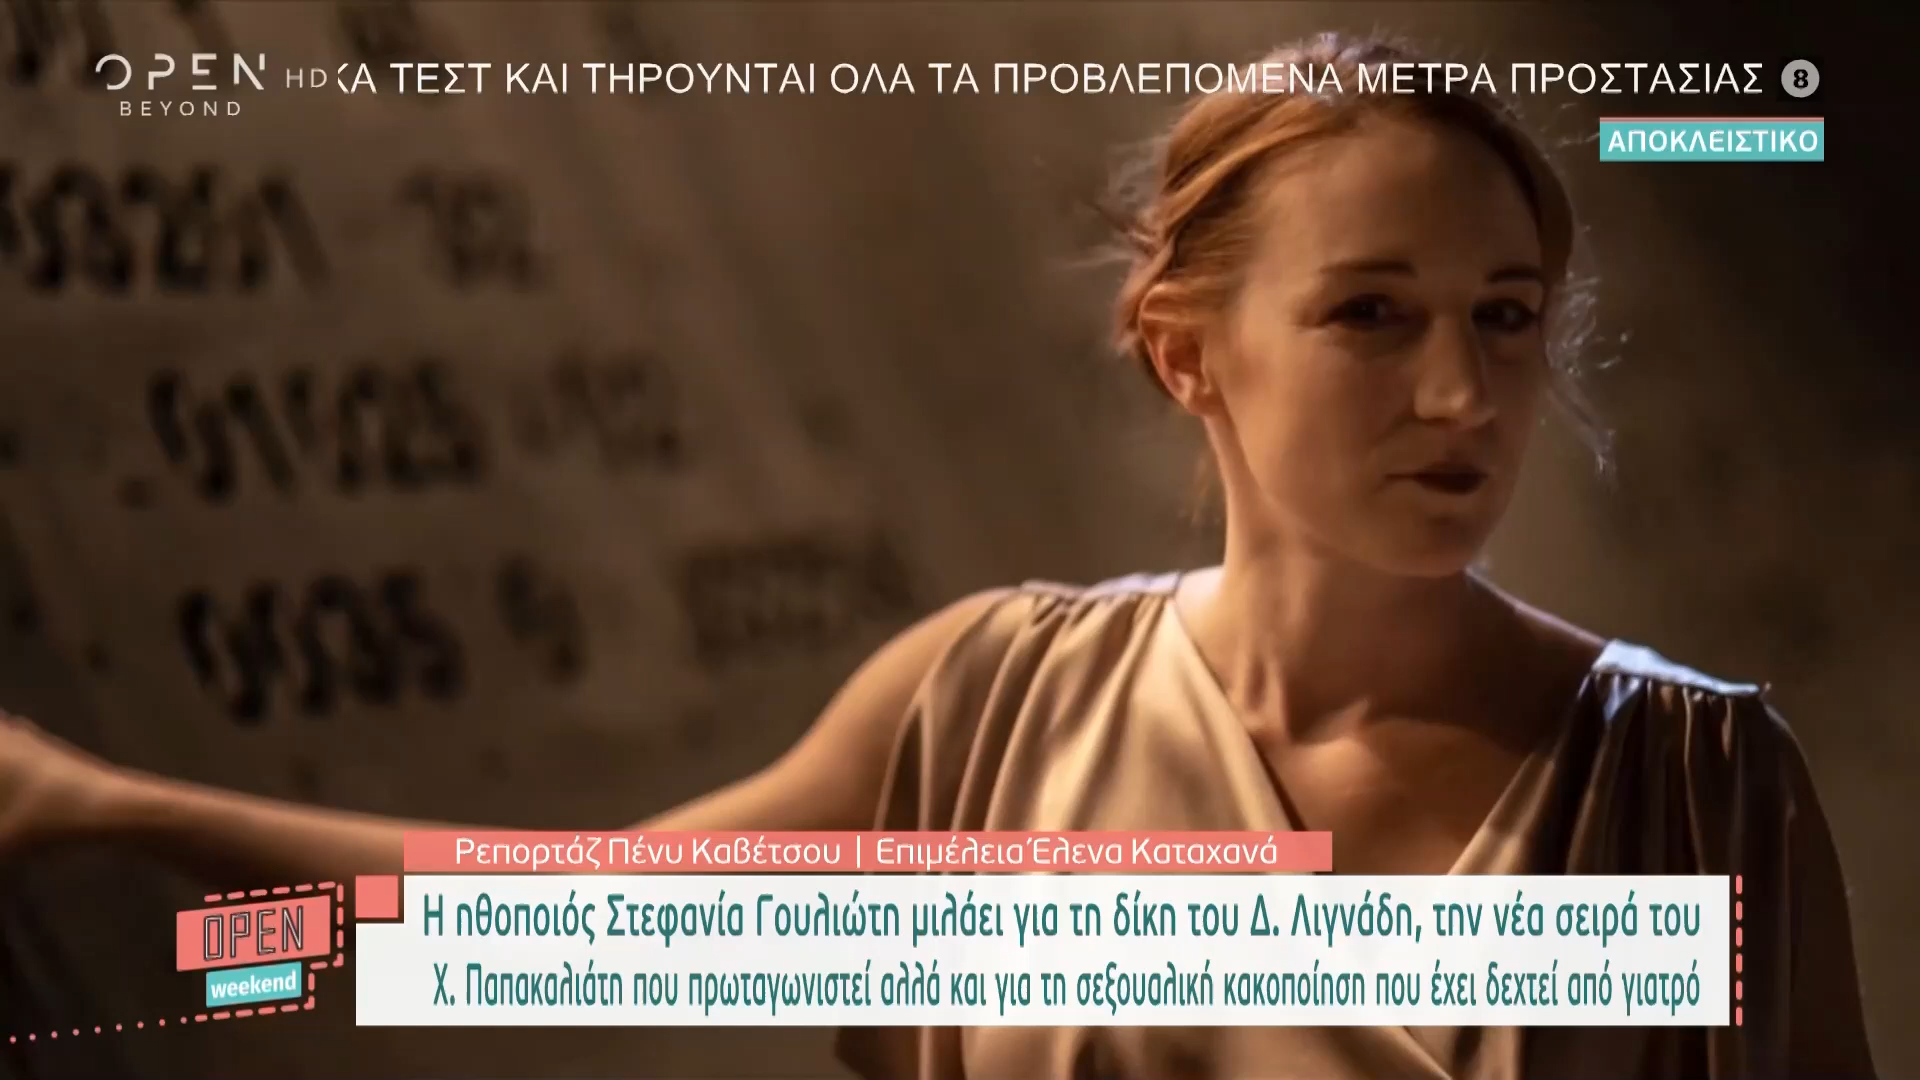 OPEN HD ΚΑ ΤΕΣΤ ΚΑΙ ΤΗΡΟΥΝΤΑΙ ΟΛΑ ΤΑ ΠΡΟΒΛΕΠΟΜΕΝΑ ΜΕΤΡΑ ΠΡΟΣΤΑΣΙΑΣ 8
BEYOND
ΑΠΟΚΛΕΙΣΤΙΚΟ
Ρεπορτάζ Πένυ Καβέτσου | Επιμέλεια Έλενα Καταχανά
Η ηθοποιός Στεφανία Γουλιώτη μιλάει για τη δίκη του Δ. Λιγνάδη, την νέα σειρά του
Χ. Παπακαλιάτη που πρωταγωνιστεί αλλά και για τη σεξουαλική κακοποίηση που έχει δεχτεί από γιατρό
OPEN
weekend